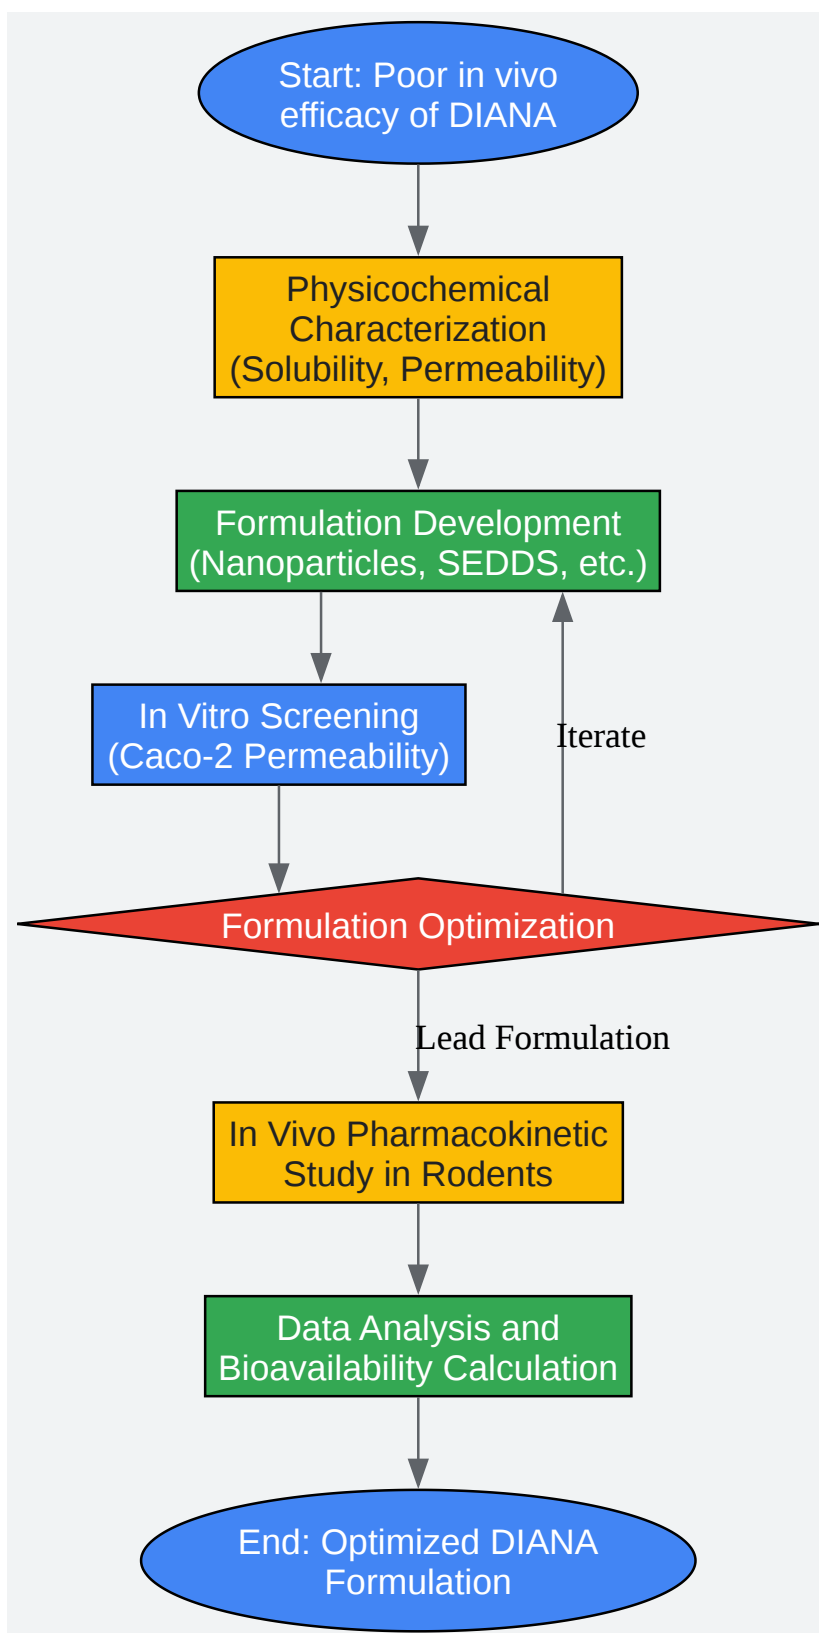 Start: Poor in vivo
efficacy of DIANA
Physicochemical
Characterization
(Solubility, Permeability)
Formulation Development
(Nanoparticles, SEDDS, etc.)
In Vitro Screening
(Caco-2 Permeability)
Iterate
Formulation Optimization
Lead Formulation
In Vivo Pharmacokinetic
Study in Rodents
Data Analysis and
Bioavailability Calculation
End: Optimized DIANA
Formulation